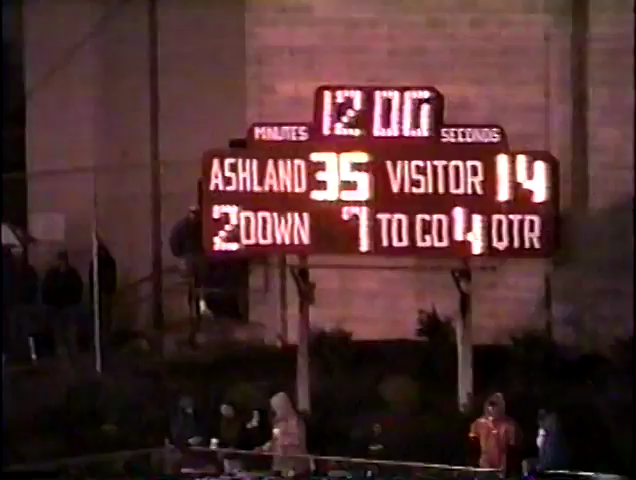 12 00
MINUTES SECONDS
ASHLAND 35 VISITOR 14
2 DOWN 7 TO GO 4 QTR